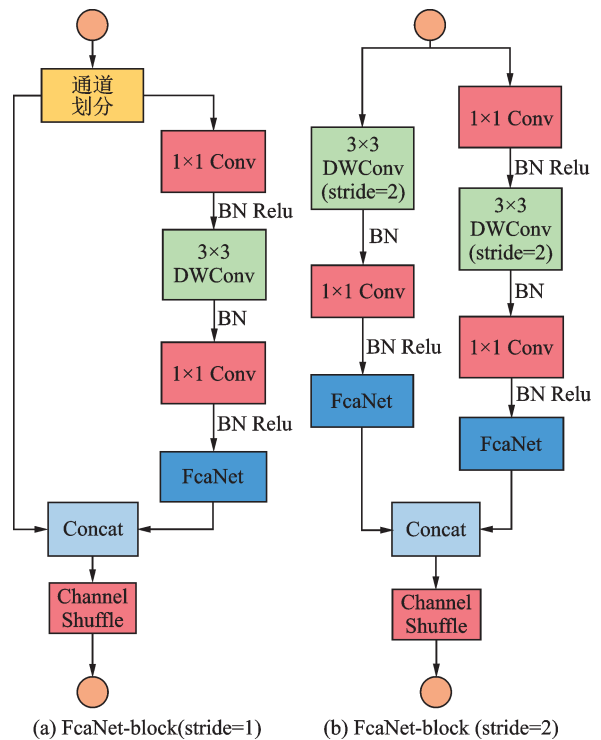 通道
划分
1×1 Conv
BN Relu
3×3
DWConv
BN
1×1 Conv
BN Relu
FcaNet
Concat
Channel
Shuffle
(a) FcaNet-block(stride=1)
3×3
DWConv
(stride=2)
BN
1×1 Conv
BN Relu
FcaNet
1×1 Conv
BN Relu
3×3
DWConv
(stride=2)
BN
1×1 Conv
BN Relu
FcaNet
Concat
Channel
Shuffle
(b) FcaNet-block (stride=2)